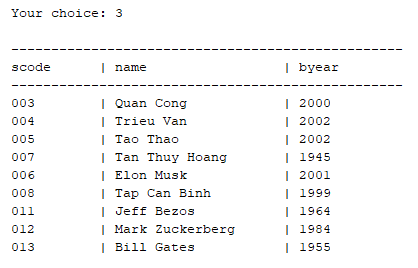 Your choice: 3
-------------------------------------------------
scode | name | byear
-------------------------------------------------
003 | Quan Cong | 2000
004 | Trieu Van | 2002
005 | Tao Thao | 2002
007 | Tan Thuy Hoang | 1945
006 | Elon Musk | 2001
008 | Tap Can Binh | 1999
011 | Jeff Bezos | 1964
012 | Mark Zuckerberg | 1984
013 | Bill Gates | 1955